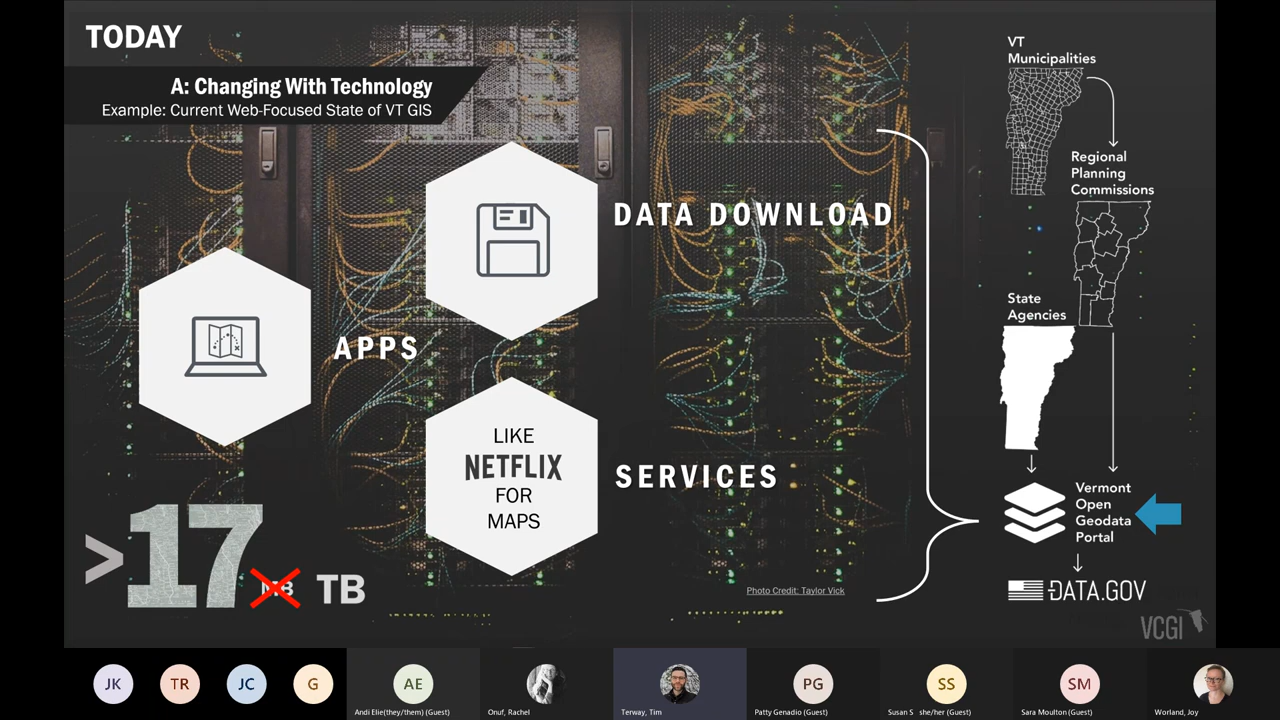 TODAY
A: Changing With Technology
Example: Current Web-Focused State of VT GIS
DATA DOWNLOAD
APPS
LIKE
NETFLIX
FOR
MAPS
SERVICES
>17
MB TB
Photo Credit: Taylor Vick
VT
Municipalities
Regional
Planning
Commissions
State
Agencies
Vermont
Open
Geodata
Portal
DATA.GOV
VCGI
JK
TR
JC
G
AE
PG
SS
SM
Andi Elie(they/them) (Guest)
Onuf, Rachel
Terway, Tim
Patty Genadio (Guest)
Susan S she/her (Guest)
Sara Moulton (Guest)
Worland, Joy